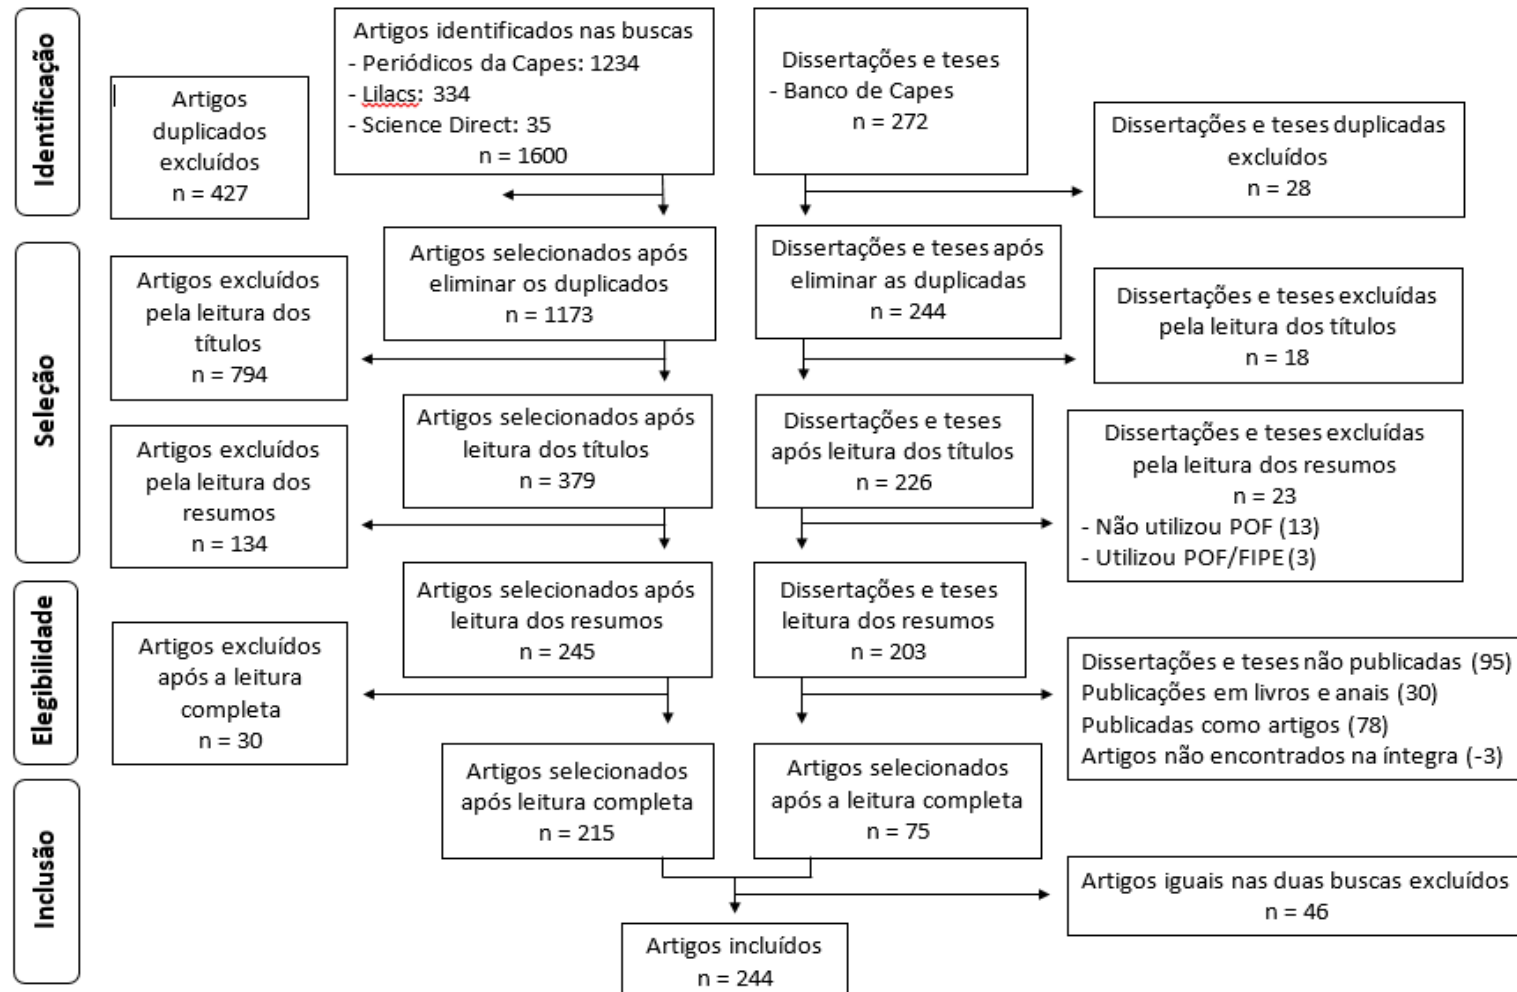 Identificação
Artigos identificados nas buscas
- Periódicos da Capes: 1234
- Lilacs: 334
- Science Direct: 35
n = 1600
Dissertações e teses
- Banco de Capes
n = 272
Artigos
duplicados
excluídos
n = 427
Dissertações e teses duplicadas
excluídos
n = 28
Seleção
Artigos selecionados após
eliminar os duplicados
n = 1173
Dissertações e teses após
eliminar as duplicadas
n = 244
Artigos excluídos
pela leitura dos
títulos
n = 794
Dissertações e teses excluídas
pela leitura dos títulos
n = 18
Artigos selecionados após
leitura dos títulos
n = 379
Dissertações e teses
após leitura dos títulos
n = 226
Artigos excluídos
pela leitura dos
resumos
n = 134
Dissertações e teses excluídas
pela leitura dos resumos
n = 23
- Não utilizou POF (13)
- Utilizou POF/FIPE (3)
Elegibilidade
Artigos selecionados após
leitura dos resumos
n = 245
Dissertações e teses
leitura dos resumos
n = 203
Artigos excluídos
após a leitura
completa
n = 30
Dissertações e teses não publicadas (95)
Publicações em livros e anais (30)
Publicadas como artigos (78)
Artigos não encontrados na íntegra (-3)
Artigos selecionados
após leitura completa
n = 215
Artigos selecionados
após a leitura completa
n = 75
Inclusão
Artigos iguais nas duas buscas excluídos
n = 46
Artigos incluídos
n = 244